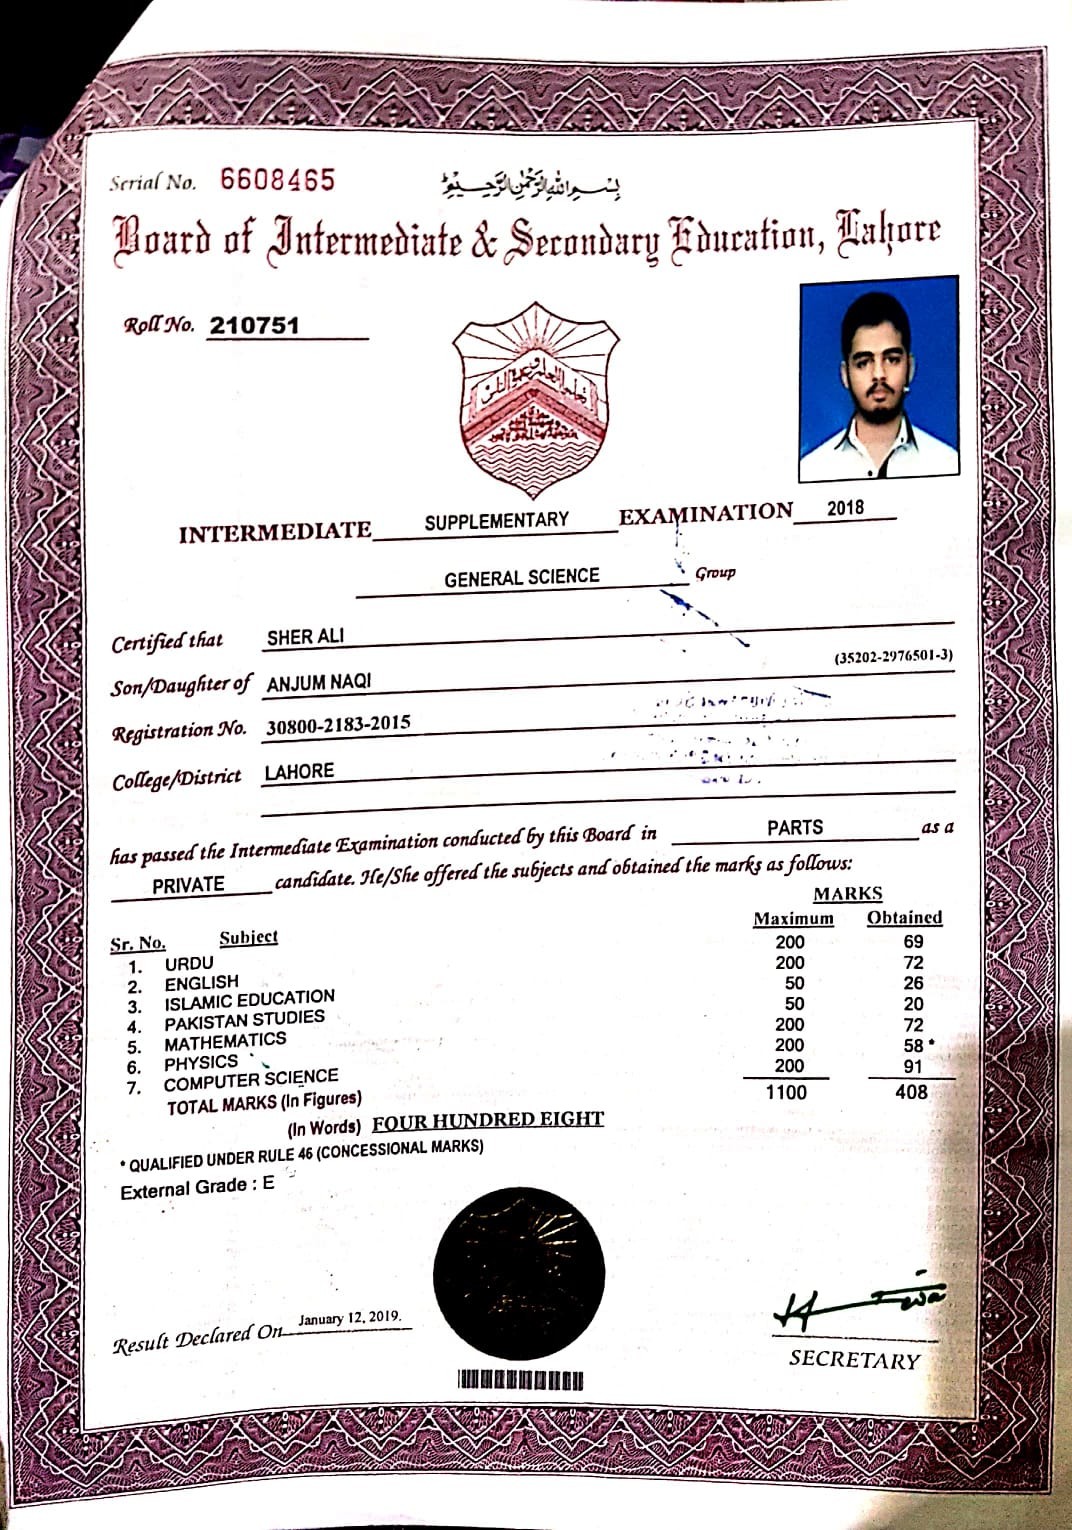 Serial No. 6608465
بسم الله الرحمن الرحيم
Board of Intermediate & Secondary Education, Lahore
Roll No. 210751
INTERMEDIATE SUPPLEMENTARY EXAMINATION 2018
GENERAL SCIENCE Group
Certified that SHER ALI
(35202-2976501-3)
Son/Daughter of ANJUM NAQI
Registration No. 30800-2183-2015
College/District LAHORE
has passed the Intermediate Examination conducted by this Board in PARTS as a
PRIVATE candidate. He/She offered the subjects and obtained the marks as follows:
MARKS
Sr. No. Subject Maximum Obtained
1. URDU 200 69
2. ENGLISH 200 72
3. ISLAMIC EDUCATION 50 26
4. PAKISTAN STUDIES 50 20
5. MATHEMATICS 200 72
6. PHYSICS 200 58 *
7. COMPUTER SCIENCE 200 91
TOTAL MARKS (In Figures) 1100 408
(In Words) FOUR HUNDRED EIGHT
* QUALIFIED UNDER RULE 46 (CONCESSIONAL MARKS)
External Grade : E
Result Declared On January 12, 2019.
SECRETARY